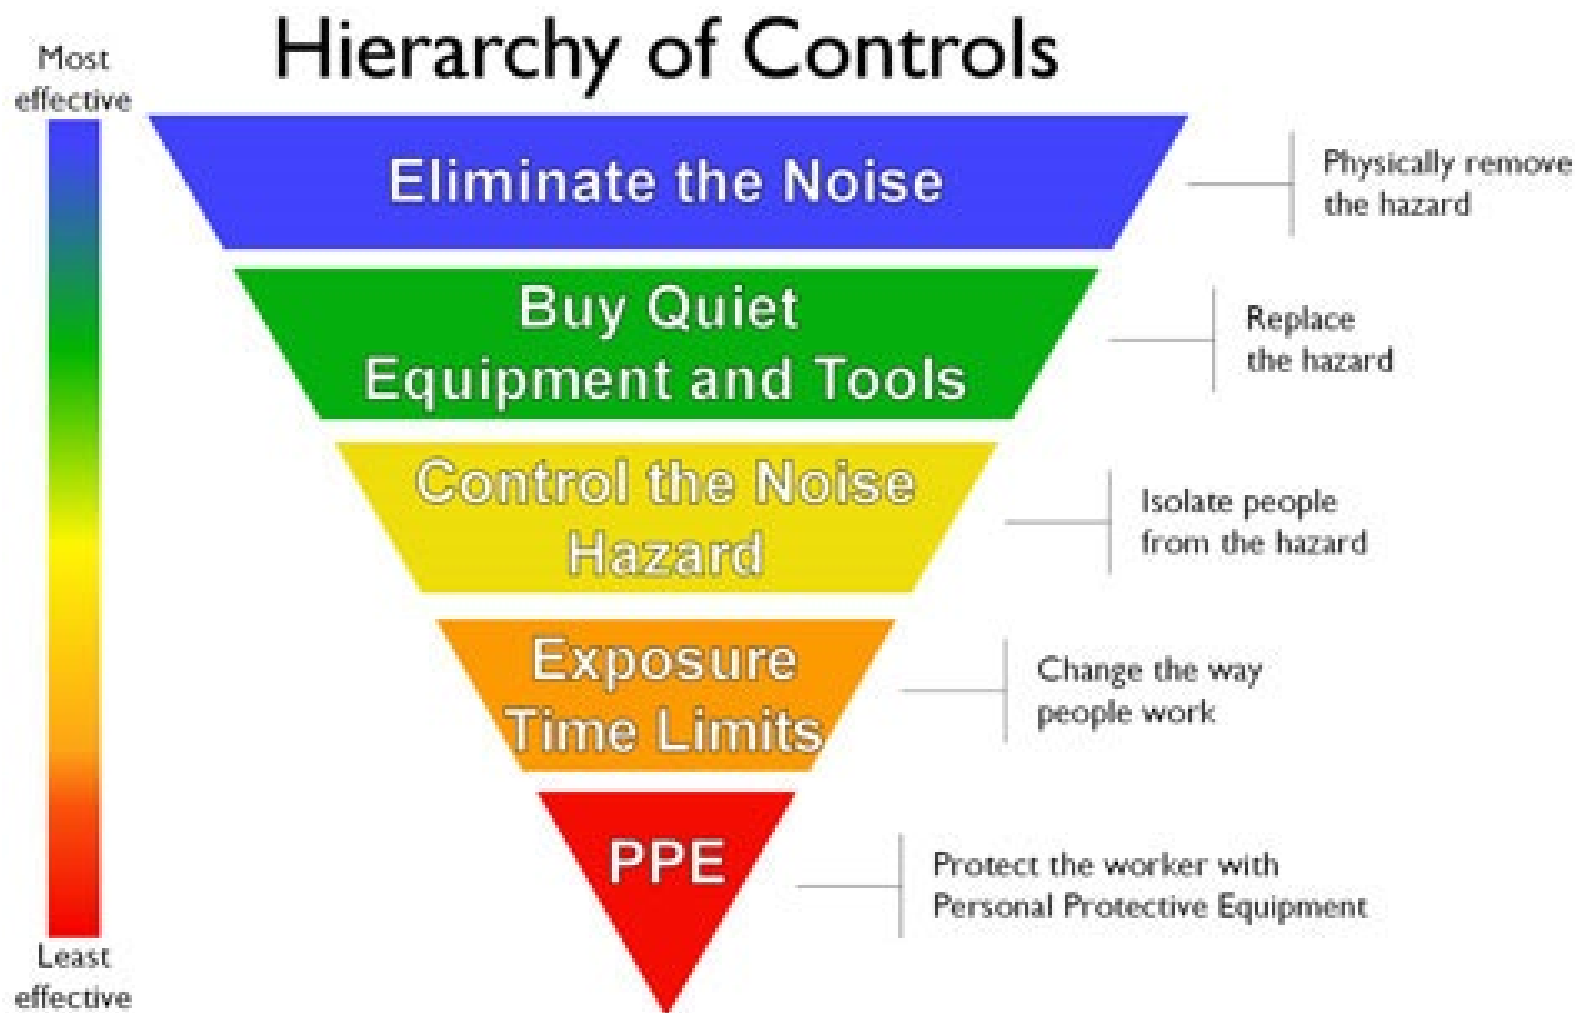 Hierarchy of Controls
Most
effective
Eliminate the Noise
Physically remove
the hazard
Buy Quiet
Equipment and Tools
Replace
the hazard
Control the Noise
Hazard
Isolate people
from the hazard
Exposure
Time Limits
Change the way
people work
PPE
Protect the worker with
Personal Protective Equipment
Least
effective